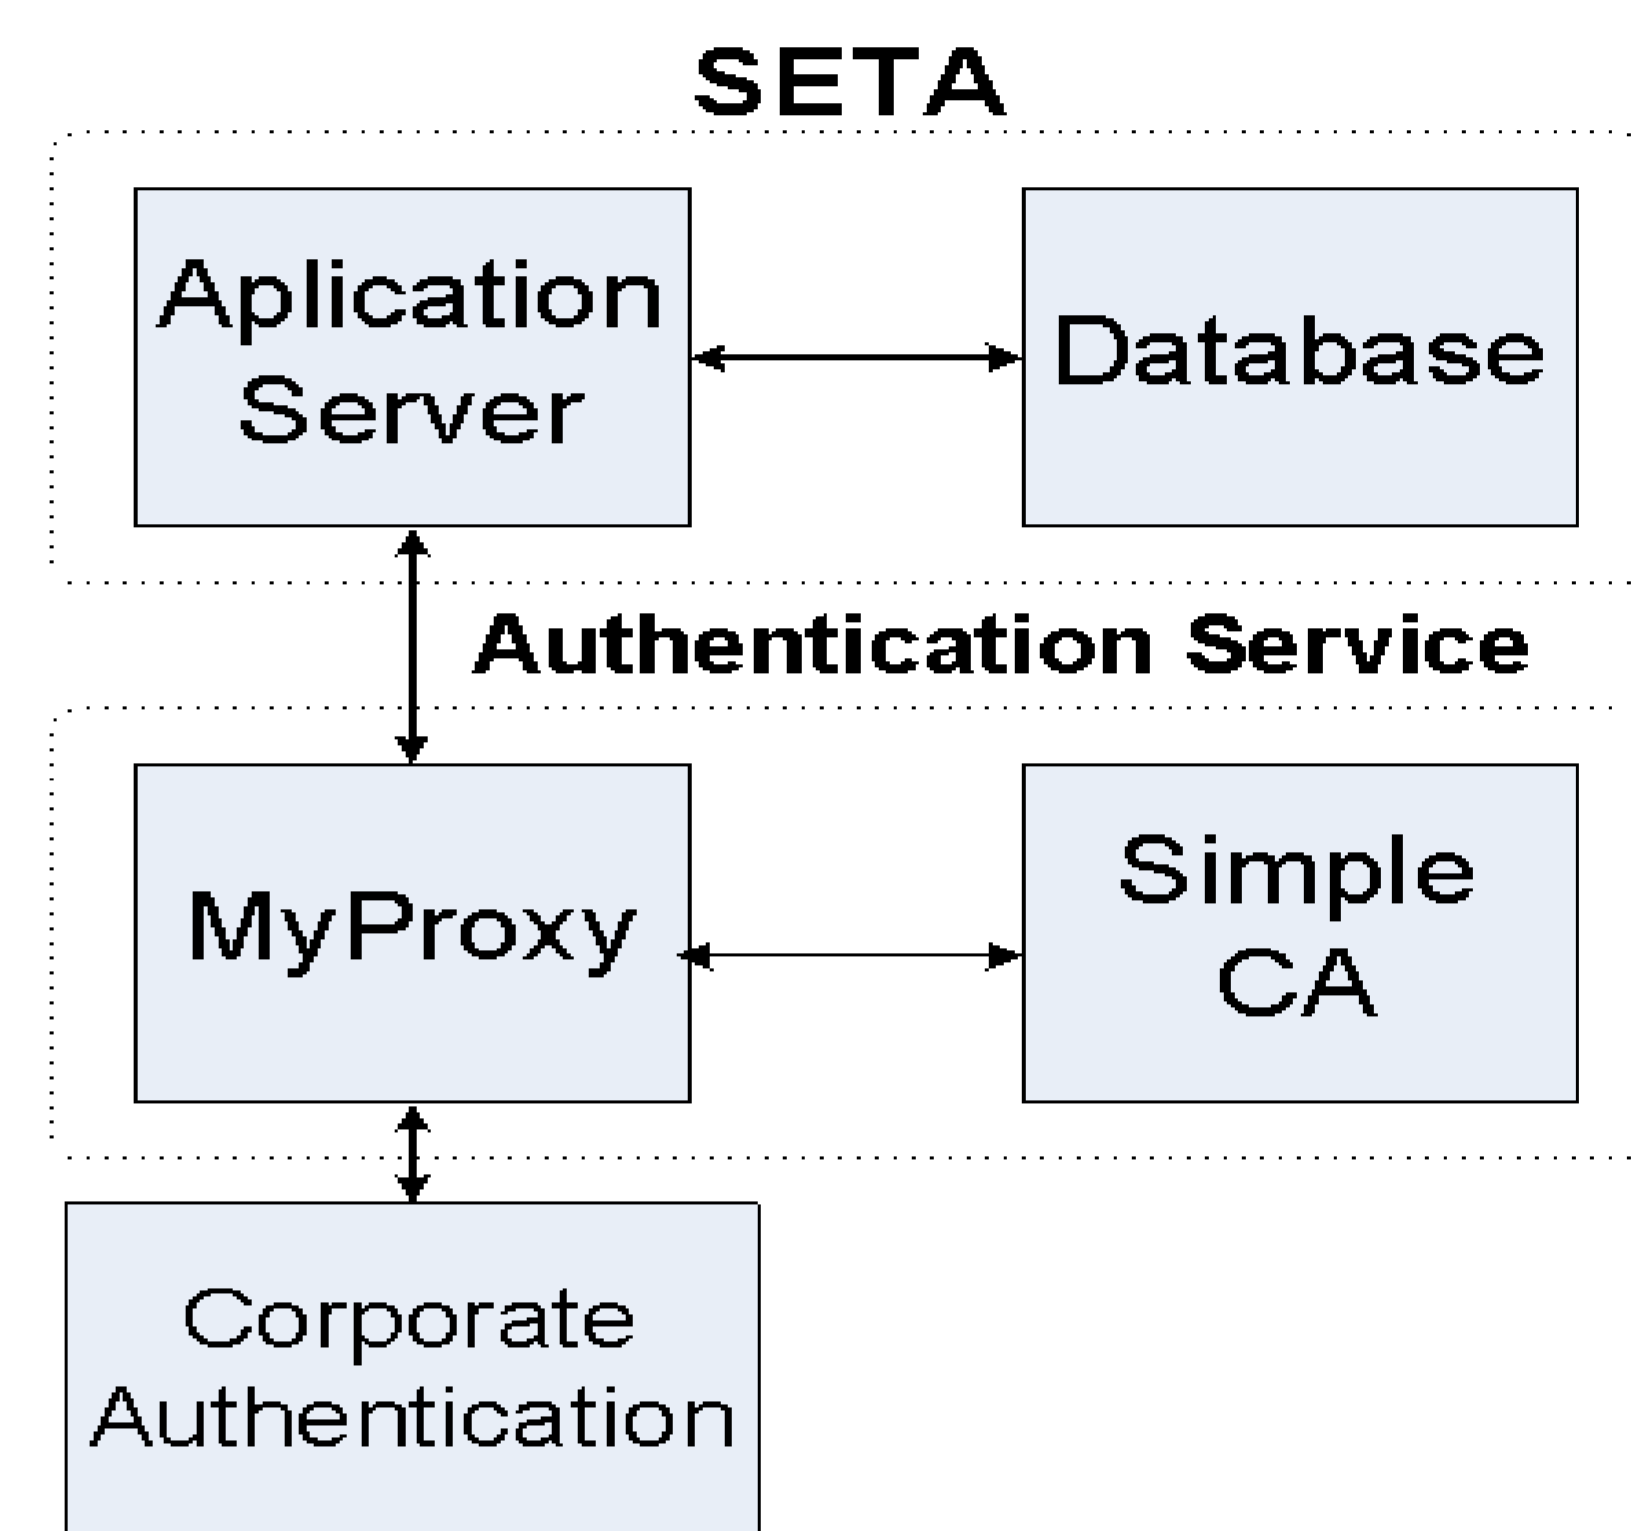 SETA
Aplication
Server
Database
Authentication Service
MyProxy
Simple
CA
Corporate
Authentication